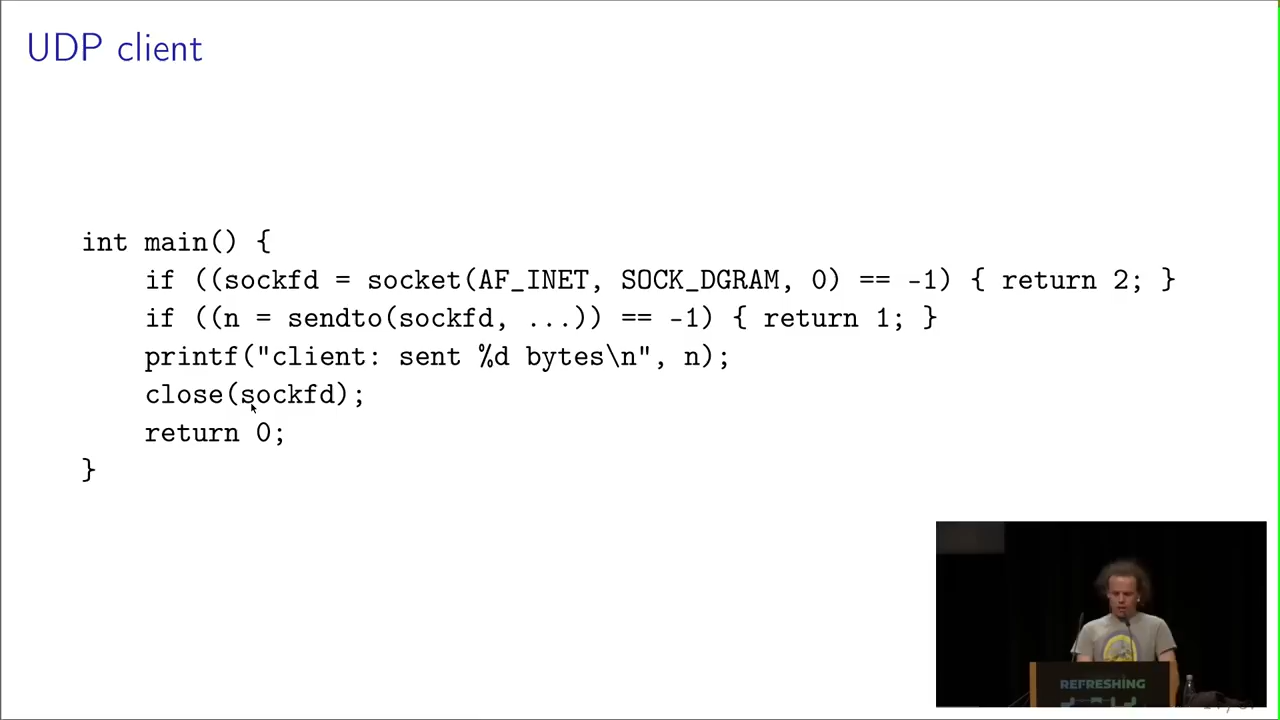 UDP client
int main() {
if ((sockfd = socket(AF_INET, SOCK_DGRAM, 0) == -1) { return 2; }
if ((n = sendto(sockfd, ...)) == -1) { return 1; }
printf("client: sent %d bytes\n", n);
close(sockfd);
return 0;
}
REFRESHING